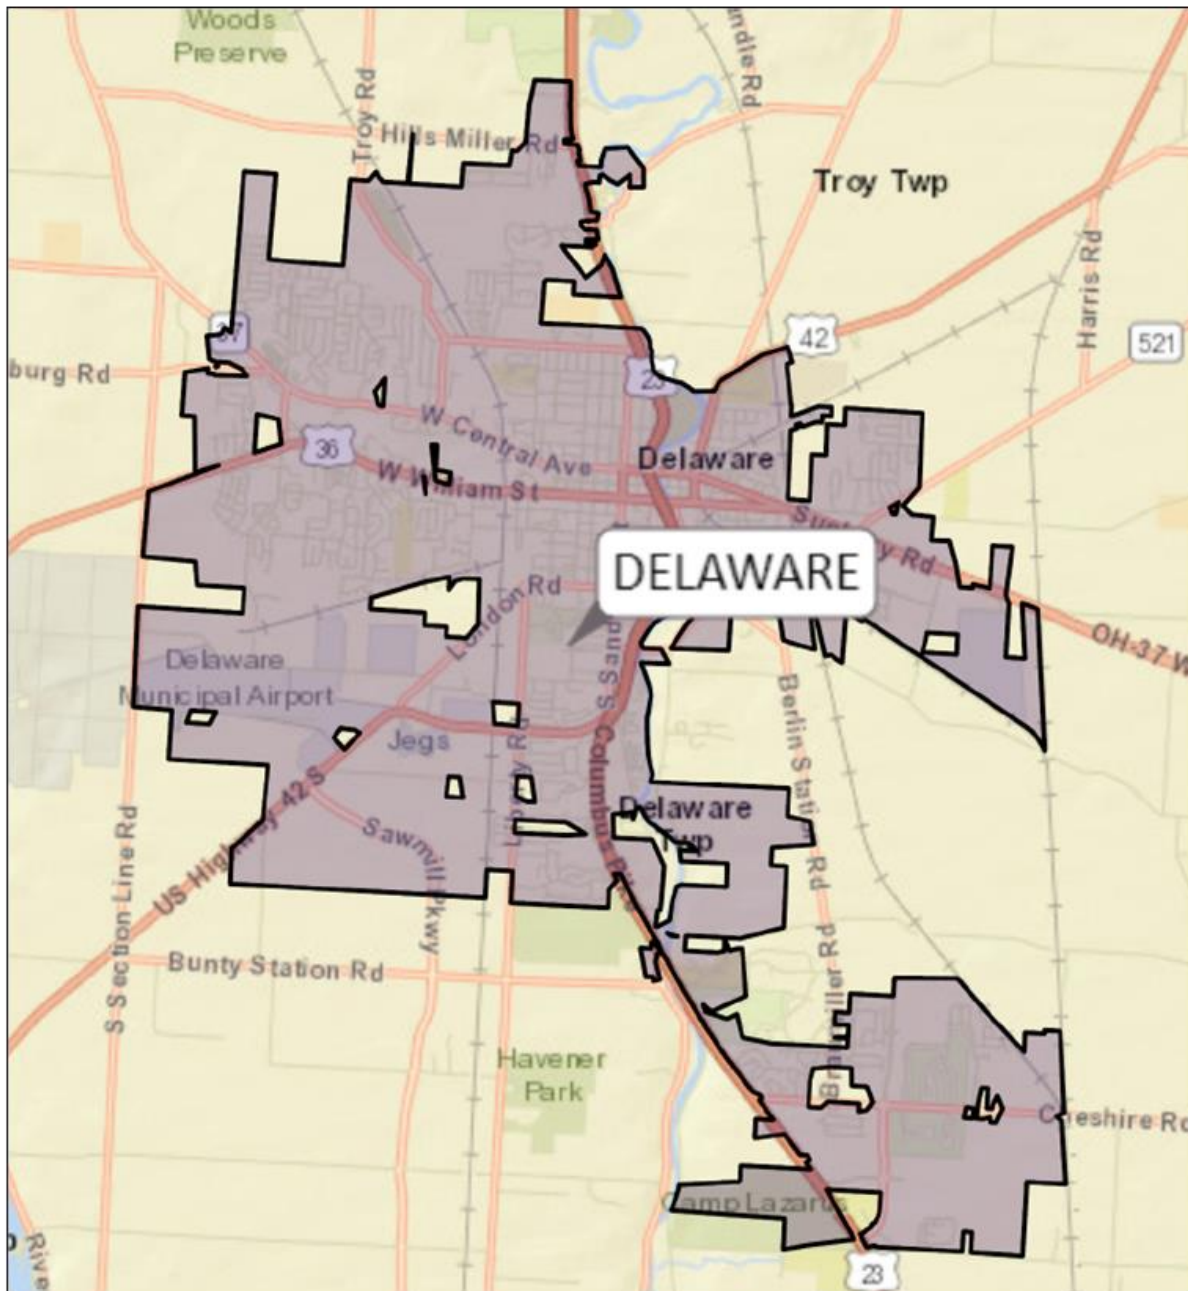 Woods
Preserve
Troy Rd
Hills Miller Rd
Troy Twp
Harris Rd
37
42
521
burg Rd
23
36
W Central Ave
Delaware
W William St
DELAWARE
London Rd
OH-37 W
Delaware
Municipal Airport
Jegs
Liberty Rd
S Sand
Columbus Pike
Berlin Station Rd
US Highway 42 S
Delaware
Twp
Sawmill Pkwy
S Section Line Rd
Bunty Station Rd
Havener
Park
Cheshire Rd
Camp Lazarus
23